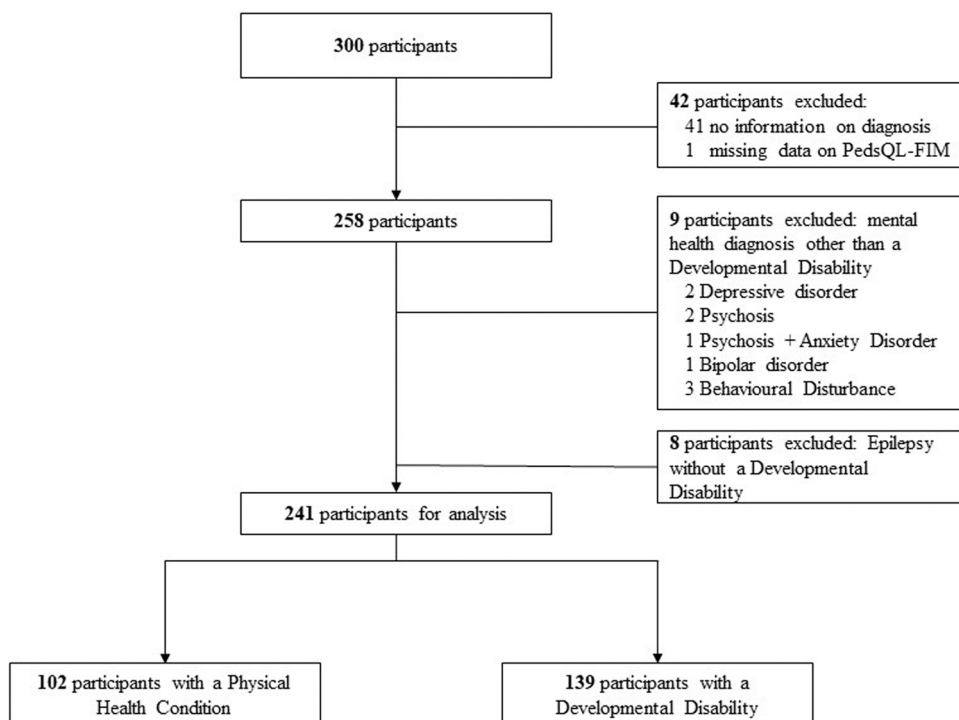 300 participants
42 participants excluded:
41 no information on diagnosis
1 missing data on PedsQL-FIM
258 participants
9 participants excluded: mental
health diagnosis other than a
Developmental Disability
2 Depressive disorder
2 Psychosis
1 Psychosis + Anxiety Disorder
1 Bipolar disorder
3 Behavioural Disturbance
8 participants excluded: Epilepsy
without a Developmental
Disability
241 participants for analysis
102 participants with a Physical
Health Condition
139 participants with a
Developmental Disability